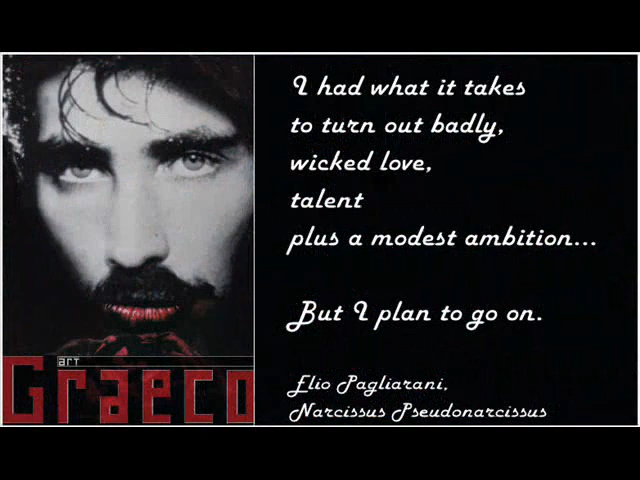 I had what it takes
to turn out badly,
wicked love,
talent
plus a modest ambition...
But I plan to go on.
Elio Pagliarani,
Narcissus Pseudonarcissus
art
Graeco